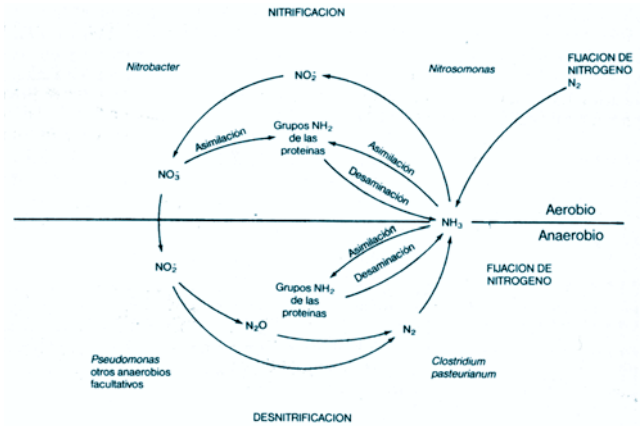 NITRIFICACION
Nitrobacter
NO₂⁻
Nitrosomonas
FIJACION DE
NITROGENO
N₂
Asimilación
Grupos NH₂
de las
proteinas
Asimilación
Desaminación
NO₃⁻
NH₃
Aerobio
Anaerobio
NO₂⁻
Asimilación
Desaminación
Grupos NH₂
de las
proteinas
FIJACION DE
NITROGENO
N₂O
N₂
Pseudomonas
otros anaerobios
facultativos
Clostridium
pasteurianum
DESNITRIFICACION